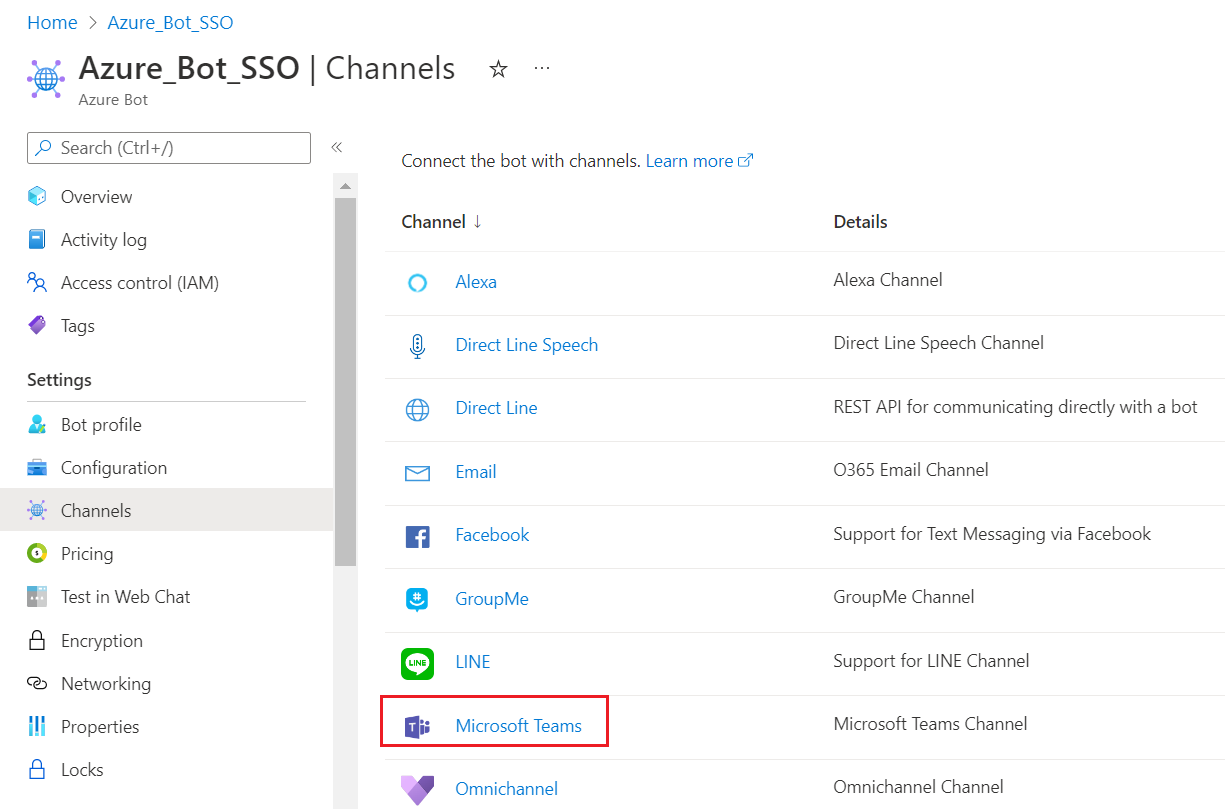 Home > Azure_Bot_SSO
Azure_Bot_SSO | Channels
Azure Bot
Search (Ctrl+/)
Overview
Activity log
Access control (IAM)
Tags
Settings
Bot profile
Configuration
Channels
Pricing
Test in Web Chat
Encryption
Networking
Properties
Locks
Connect the bot with channels. Learn more
Channel ↓ Details
Alexa Alexa Channel
Direct Line Speech Direct Line Speech Channel
Direct Line REST API for communicating directly with a bot
Email O365 Email Channel
Facebook Support for Text Messaging via Facebook
GroupMe GroupMe Channel
LINE LINE Support for LINE Channel
Microsoft Teams Microsoft Teams Channel
Omnichannel Omnichannel Channel